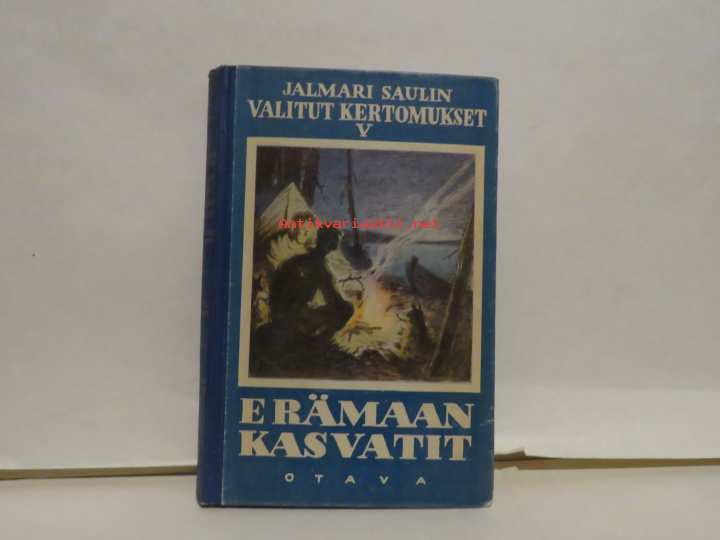 JALMARI SAULIN
VALITUT KERTOMUKSET
V
Antikvariaatti.net
ERÄMAAN
KASVATIT
OTAVA